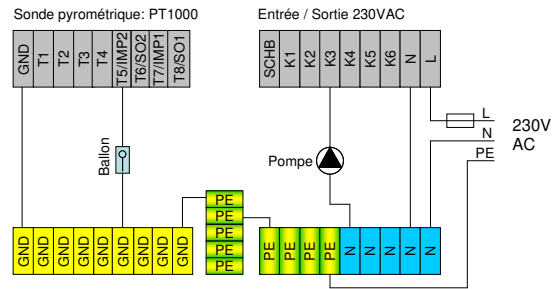 Sonde pyrométrique: PT1000
Entrée / Sortie 230VAC
GND
T1
T2
T3
T4
T5/IMP2
T6/SO2
T7/IMP1
T8/SO1
SCHB
K1
K2
K3
K4
K5
K6
N
L
L
N
PE
230V
AC
Ballon
Pompe
PE
PE
PE
PE
PE
GND
GND
GND
GND
GND
GND
GND
GND
GND
PE
PE
PE
PE
N
N
N
N
N